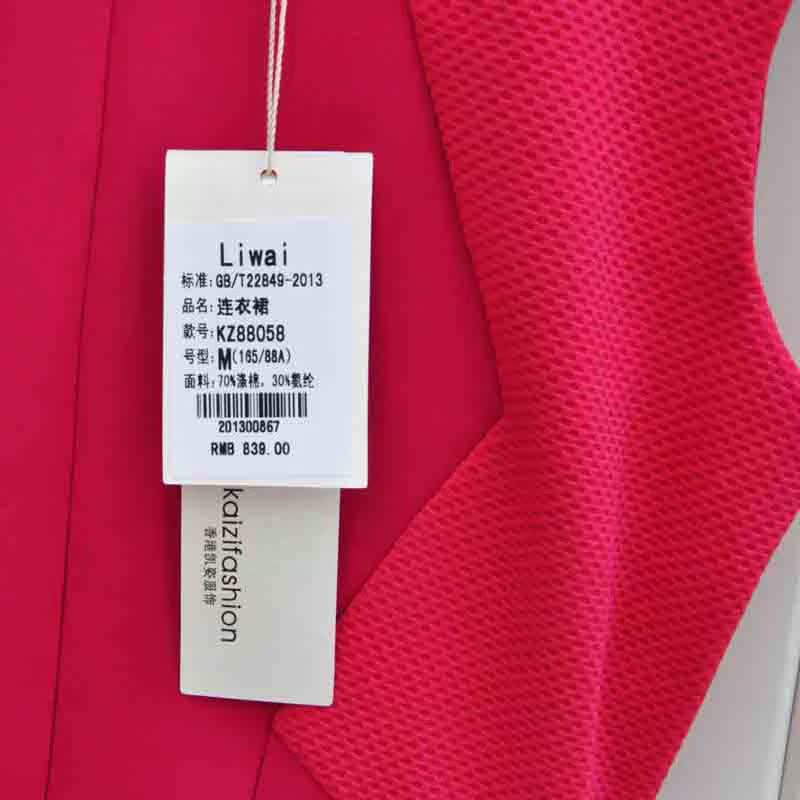 Liwai
标准:GB/T22849-2013
品名:连衣裙
款号:KZ88058
号型:M(165/88A)
面料:70%涤棉，30%氨纶
201300867
RMB 839.00
kaizifashion
香港凯姿服饰